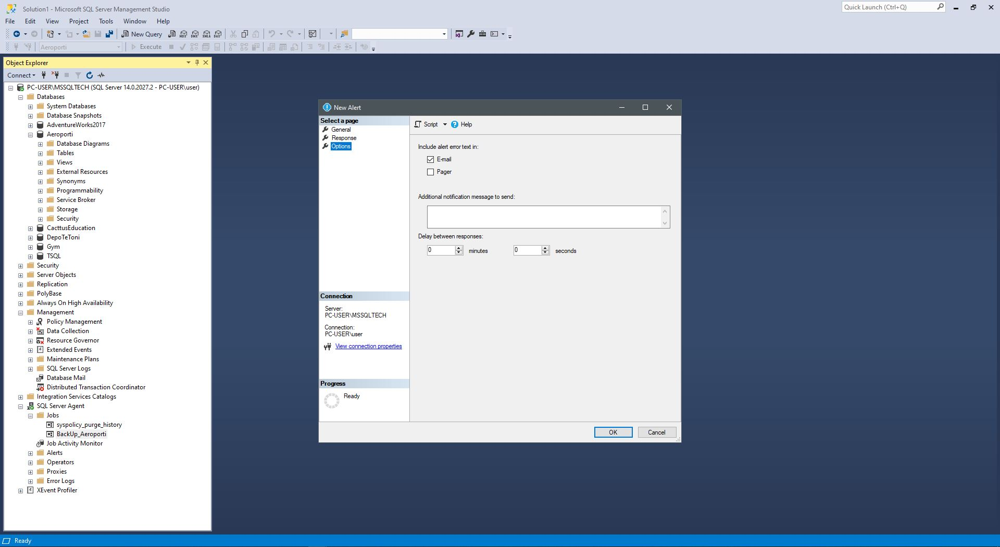 Solution1 - Microsoft SQL Server Management Studio
Quick Launch (Ctrl+Q)
File Edit View Project Tools Window Help
New Query MDX DMX XMLA DAX
Aeroporti Execute
Object Explorer
Connect
PC-USER\MSSQLTECH (SQL Server 14.0.2027.2 - PC-USER\user)
Databases
System Databases
Database Snapshots
AdventureWorks2017
Aeroporti
Database Diagrams
Tables
Views
External Resources
Synonyms
Programmability
Service Broker
Storage
Security
CacttusEducation
DepoTeToni
Gym
TSQL
Security
Server Objects
Replication
PolyBase
Always On High Availability
Management
Policy Management
Data Collection
Resource Governor
Extended Events
Maintenance Plans
SQL Server Logs
Database Mail
Distributed Transaction Coordinator
Integration Services Catalogs
SQL Server Agent
Jobs
syspolicy_purge_history
BackUp_Aeroporti
Job Activity Monitor
Alerts
Operators
Proxies
Error Logs
XEvent Profiler
New Alert
Select a page
General
Response
Options
Connection
Server:
PC-USER\MSSQLTECH
Connection:
PC-USER\user
View connection properties
Progress
Ready
Script Help
Include alert error text in:
E-mail
Pager
Additional notification message to send:
Delay between responses:
0 minutes 0 seconds
OK Cancel
Ready